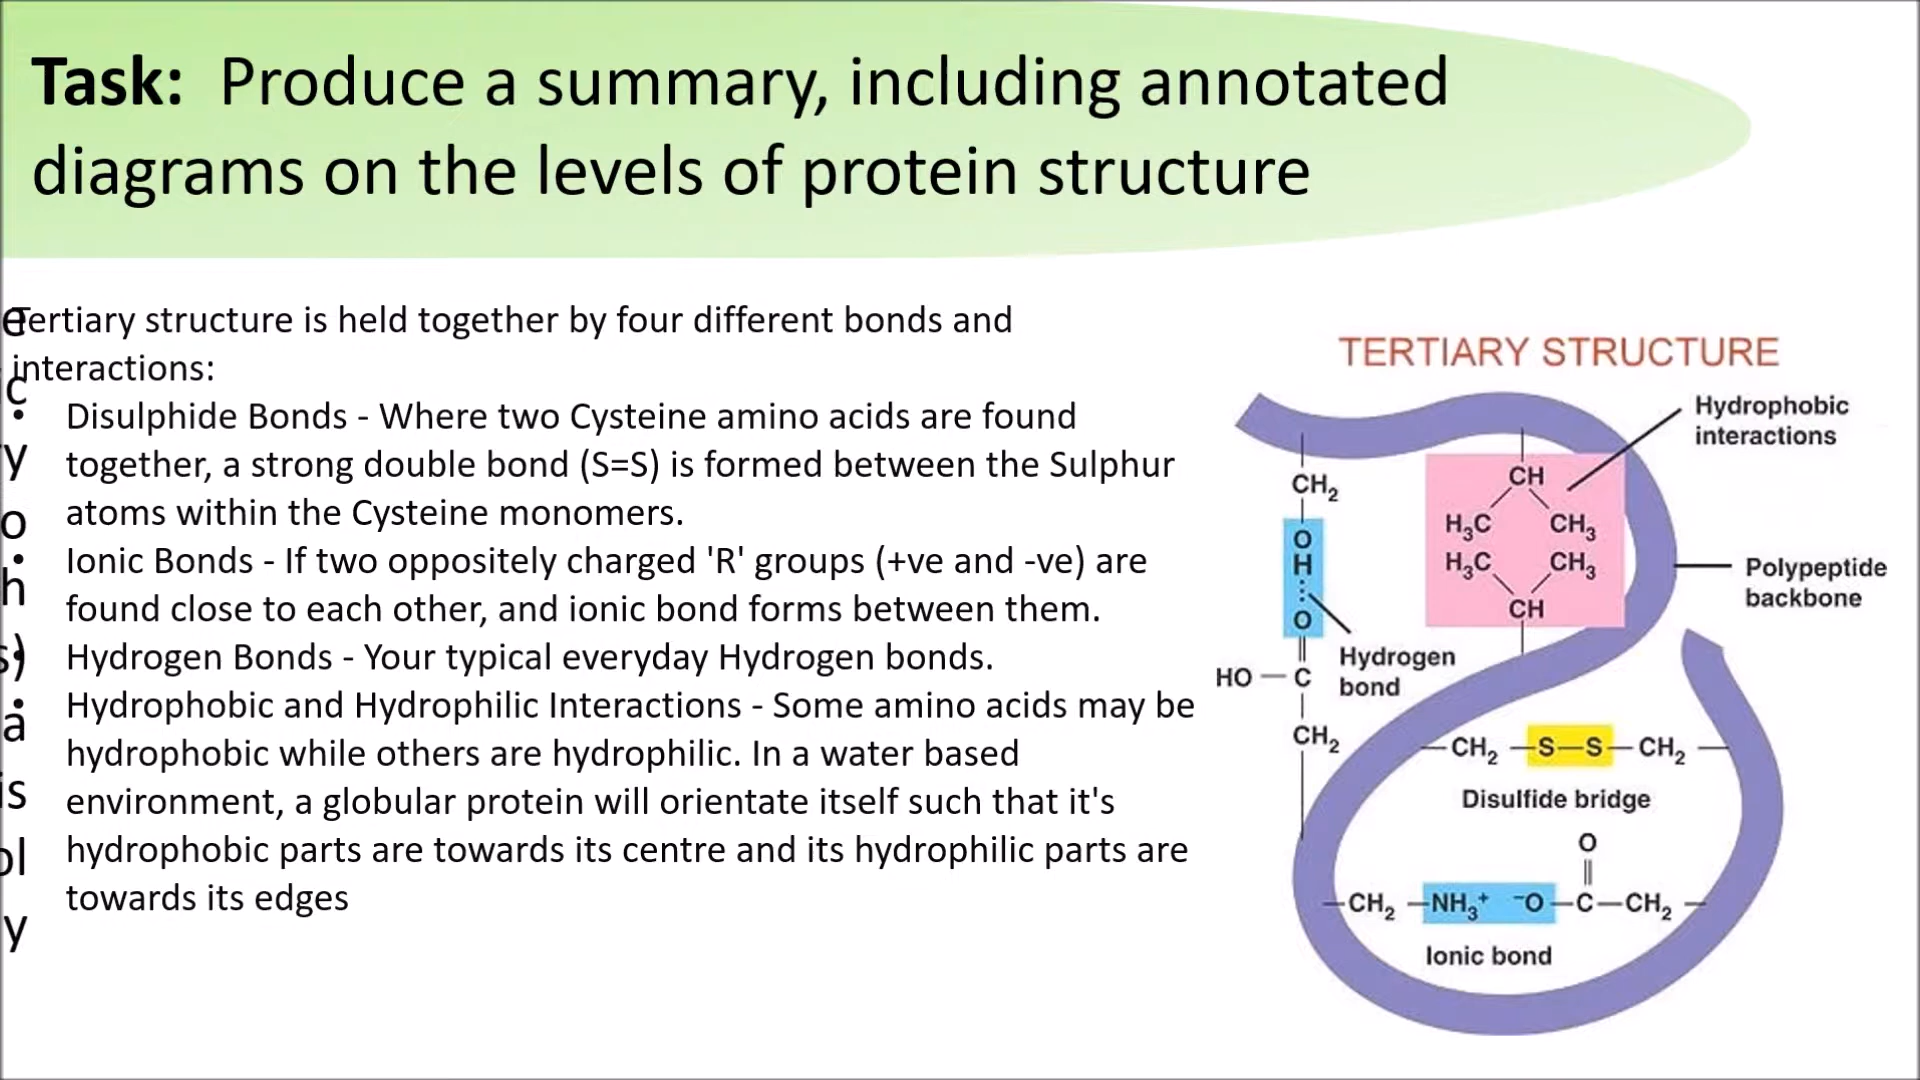 Task:  Produce a summary, including annotated
diagrams on the levels of protein structure
Tertiary structure is held together by four different bonds and
interactions:
• Disulphide Bonds - Where two Cysteine amino acids are found
together, a strong double bond (S=S) is formed between the Sulphur
atoms within the Cysteine monomers.
• Ionic Bonds - If two oppositely charged 'R' groups (+ve and -ve) are
found close to each other, and ionic bond forms between them.
• Hydrogen Bonds - Your typical everyday Hydrogen bonds.
• Hydrophobic and Hydrophilic Interactions - Some amino acids may be
hydrophobic while others are hydrophilic. In a water based
environment, a globular protein will orientate itself such that it's
hydrophobic parts are towards its centre and its hydrophilic parts are
towards its edges
e
c
y
o
h
s)
a
is
ol
y
TERTIARY STRUCTURE
Hydrophobic
interactions
CH
H₃C CH₃
H₃C CH₃
CH
CH₂
O
H
O
HO — C
CH₂
Hydrogen
bond
Polypeptide
backbone
CH₂ —S—S— CH₂
Disulfide bridge
O
CH₂ —NH₃⁺ ⁻O—C—CH₂
Ionic bond